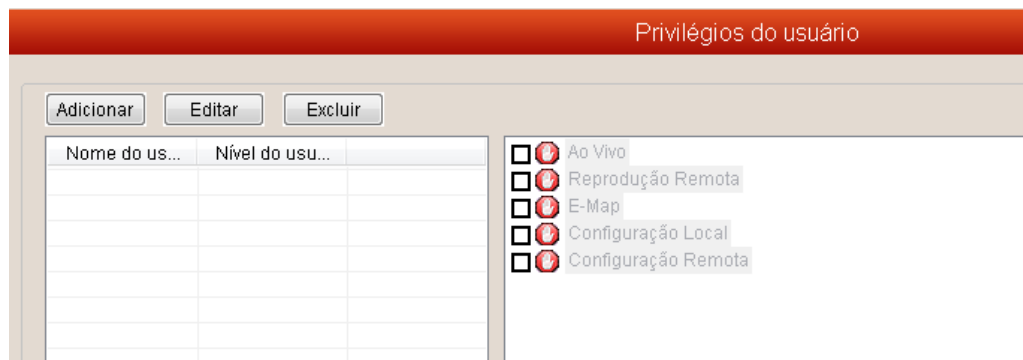 Privilégios do usuário
Adicionar Editar Excluir
Nome do us... Nível do usu...
Ao Vivo
Reprodução Remota
E-Map
Configuração Local
Configuração Remota